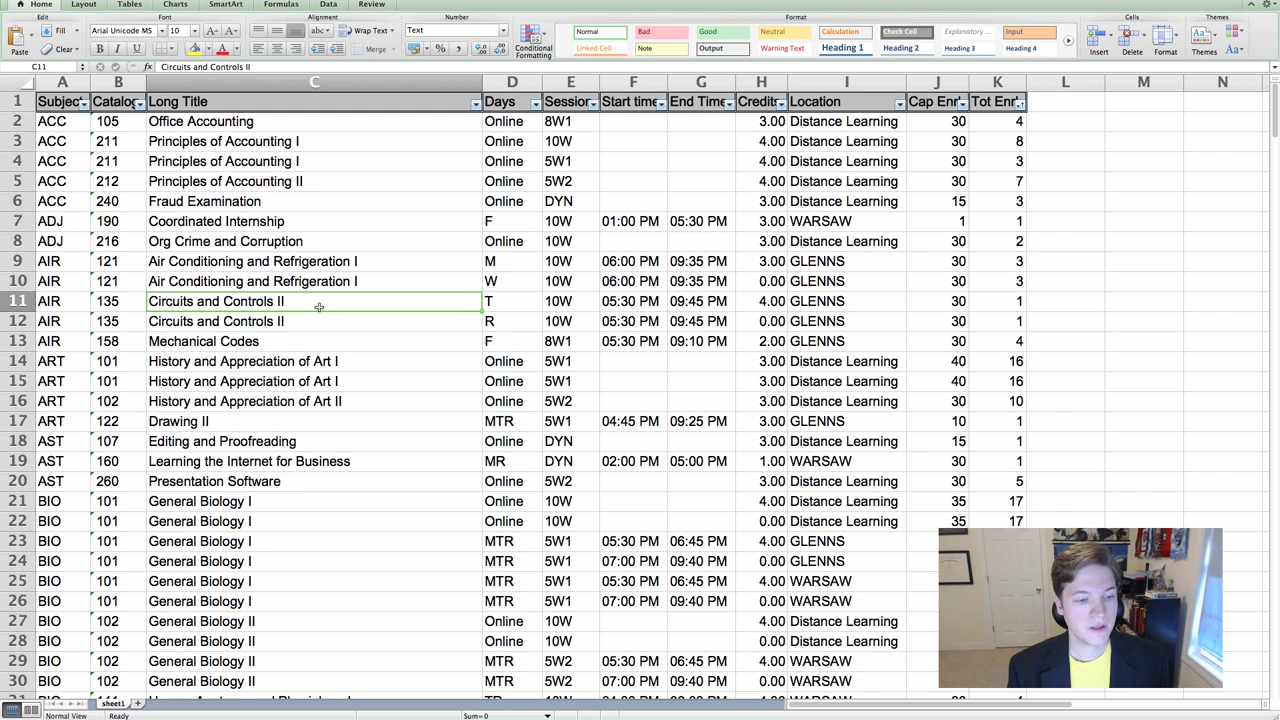 Home Layout Tables Charts SmartArt Formulas Data Review
Edit Font Alignment Number Format Cells Themes
Fill Arial Unicode MS 10 A A abc Wrap Text Text Normal Bad Good Neutral Calculation Check Cell Explanatory ... Input
Paste Clear B I U A Merge % Conditional Formatting Linked Cell Note Output Warning Text Heading 1 Heading 2 Heading 3 Heading 4 Insert Delete Format Themes Aa
C11 fx Circuits and Controls II
A B C D E F G H I J K L M N
1 Subject Catalog Long Title Days Session Start time End Time Credits Location Cap Enr Tot Enr
2 ACC 105 Office Accounting Online 8W1 3.00 Distance Learning 30 4
3 ACC 211 Principles of Accounting I Online 10W 4.00 Distance Learning 30 8
4 ACC 211 Principles of Accounting I Online 5W1 4.00 Distance Learning 30 3
5 ACC 212 Principles of Accounting II Online 5W2 4.00 Distance Learning 30 7
6 ACC 240 Fraud Examination Online DYN 3.00 Distance Learning 15 3
7 ADJ 190 Coordinated Internship F 10W 01:00 PM 05:30 PM 3.00 WARSAW 1 1
8 ADJ 216 Org Crime and Corruption Online 10W 3.00 Distance Learning 30 2
9 AIR 121 Air Conditioning and Refrigeration I M 10W 06:00 PM 09:35 PM 3.00 GLENNS 30 3
10 AIR 121 Air Conditioning and Refrigeration I W 10W 06:00 PM 09:35 PM 0.00 GLENNS 30 3
11 AIR 135 Circuits and Controls II T 10W 05:30 PM 09:45 PM 4.00 GLENNS 30 1
12 AIR 135 Circuits and Controls II R 10W 05:30 PM 09:45 PM 0.00 GLENNS 30 1
13 AIR 158 Mechanical Codes F 8W1 05:30 PM 09:10 PM 2.00 GLENNS 30 4
14 ART 101 History and Appreciation of Art I Online 5W1 3.00 Distance Learning 40 16
15 ART 101 History and Appreciation of Art I Online 5W1 3.00 Distance Learning 40 16
16 ART 102 History and Appreciation of Art II Online 5W2 3.00 Distance Learning 30 10
17 ART 122 Drawing II MTR 5W1 04:45 PM 09:25 PM 3.00 GLENNS 10 1
18 AST 107 Editing and Proofreading Online DYN 3.00 Distance Learning 15 1
19 AST 160 Learning the Internet for Business MR DYN 02:00 PM 05:00 PM 1.00 WARSAW 30 1
20 AST 260 Presentation Software Online 5W2 3.00 Distance Learning 30 5
21 BIO 101 General Biology I Online 10W 4.00 Distance Learning 35 17
22 BIO 101 General Biology I Online 10W 0.00 Distance Learning 35 17
23 BIO 101 General Biology I MTR 5W1 05:30 PM 06:45 PM 4.00 GLENNS
24 BIO 101 General Biology I MTR 5W1 07:00 PM 09:40 PM 0.00 GLENNS
25 BIO 101 General Biology I MTR 5W1 05:30 PM 06:45 PM 4.00 WARSAW
26 BIO 101 General Biology I MTR 5W1 07:00 PM 09:40 PM 0.00 WARSAW
27 BIO 102 General Biology II Online 10W 4.00 Distance Learning
28 BIO 102 General Biology II Online 10W 0.00 Distance Learning
29 BIO 102 General Biology II MTR 5W2 05:30 PM 06:45 PM 4.00 WARSAW
30 BIO 102 General Biology II MTR 5W2 07:00 PM 09:40 PM 0.00 WARSAW
sheet1
Normal View Ready Sum=0